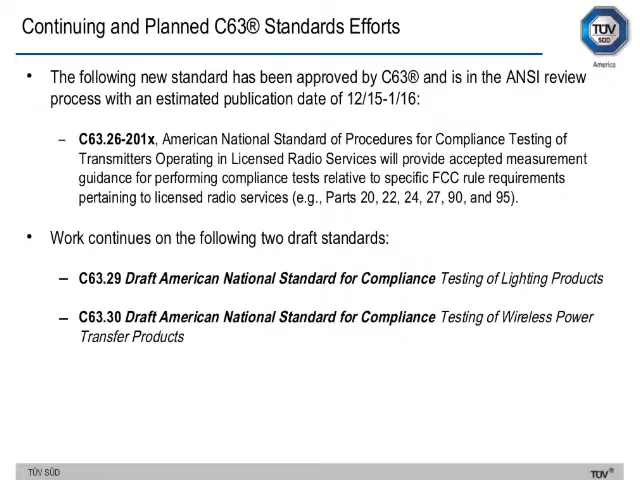 Continuing and Planned C63® Standards Efforts
TÜV
SÜD
America
• The following new standard has been approved by C63® and is in the ANSI review
process with an estimated publication date of 12/15-1/16:
– C63.26-201x, American National Standard of Procedures for Compliance Testing of
Transmitters Operating in Licensed Radio Services will provide accepted measurement
guidance for performing compliance tests relative to specific FCC rule requirements
pertaining to licensed radio services (e.g., Parts 20, 22, 24, 27, 90, and 95).
• Work continues on the following two draft standards:
– C63.29 Draft American National Standard for Compliance Testing of Lighting Products
– C63.30 Draft American National Standard for Compliance Testing of Wireless Power
Transfer Products
TÜV SÜD
TÜV®